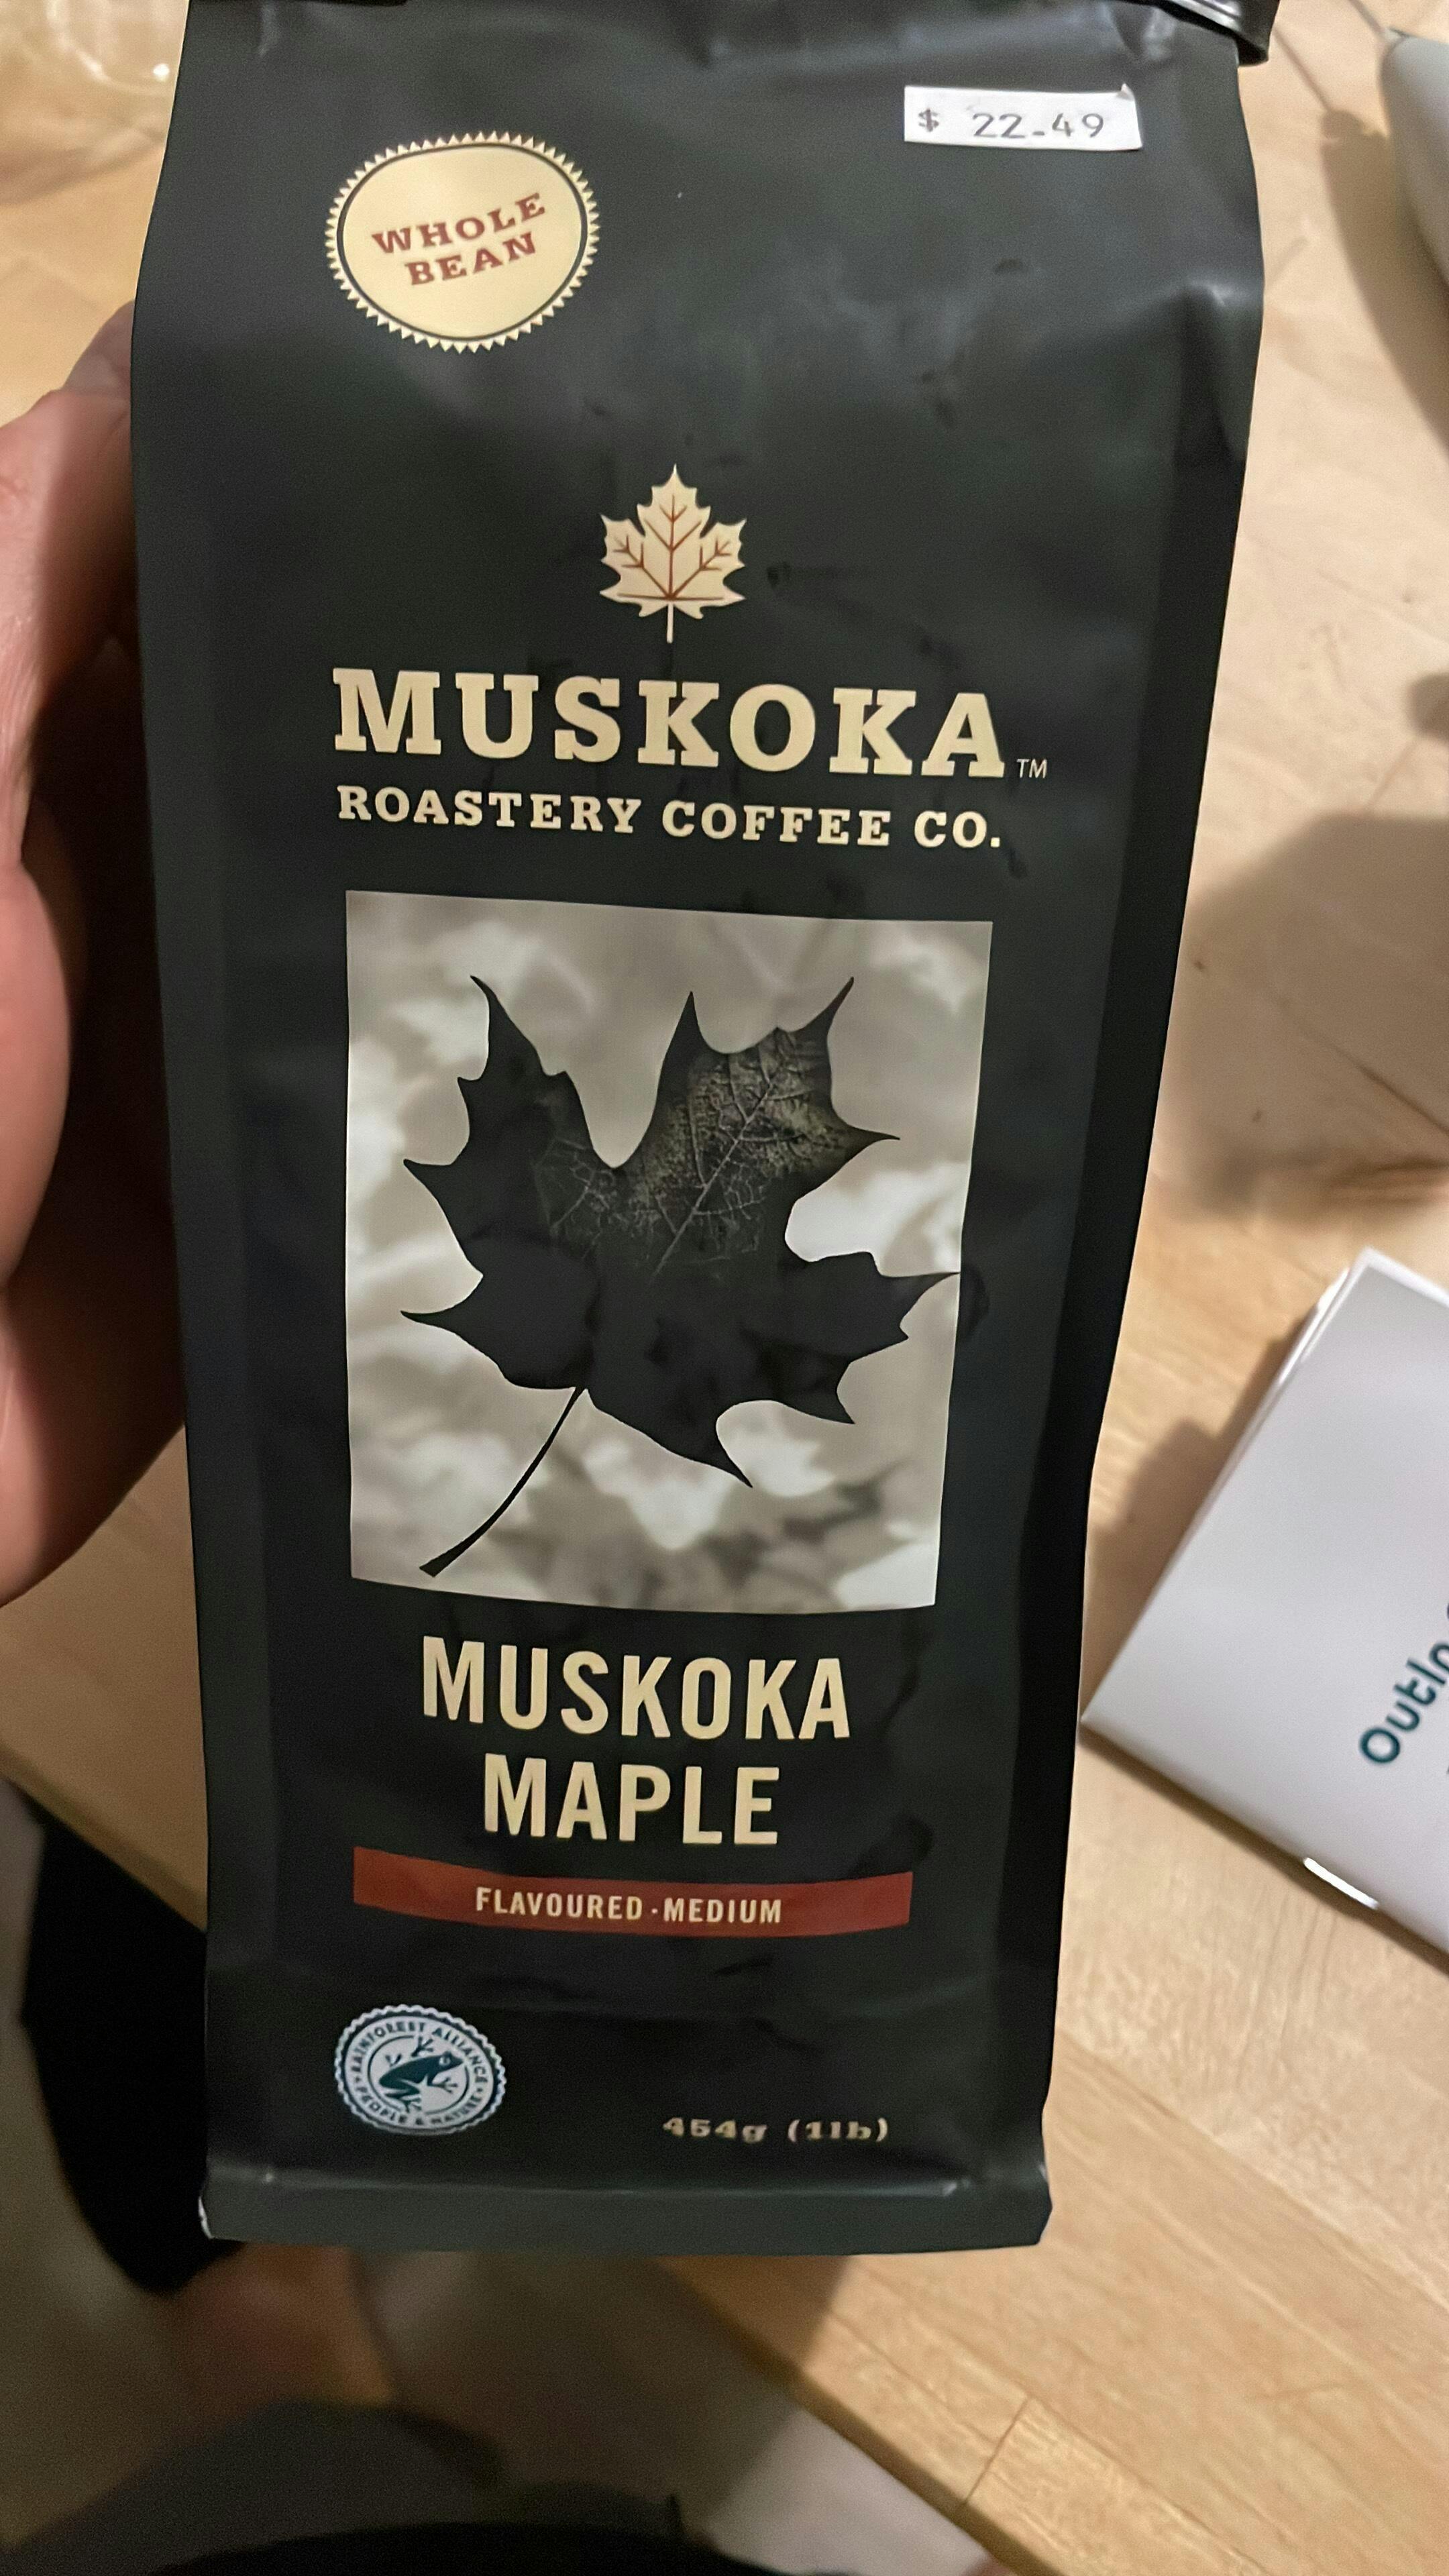 $ 22.49
WHOLE
BEAN
MUSKOKA™
ROASTERY COFFEE CO.
MUSKOKA
MAPLE
FLAVOURED·MEDIUM
RAINFOREST ALLIANCE
PEOPLE & NATURE
454g (1lb)